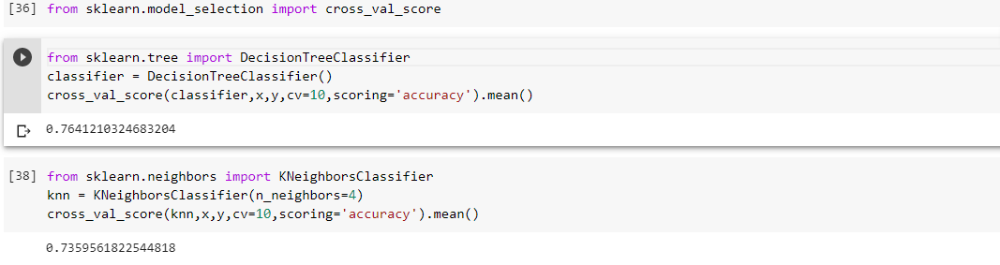 [36] from sklearn.model_selection import cross_val_score
from sklearn.tree import DecisionTreeClassifier
classifier = DecisionTreeClassifier()
cross_val_score(classifier,x,y,cv=10,scoring='accuracy').mean()
0.7641210324683204
[38] from sklearn.neighbors import KNeighborsClassifier
knn = KNeighborsClassifier(n_neighbors=4)
cross_val_score(knn,x,y,cv=10,scoring='accuracy').mean()
0.7359561822544818